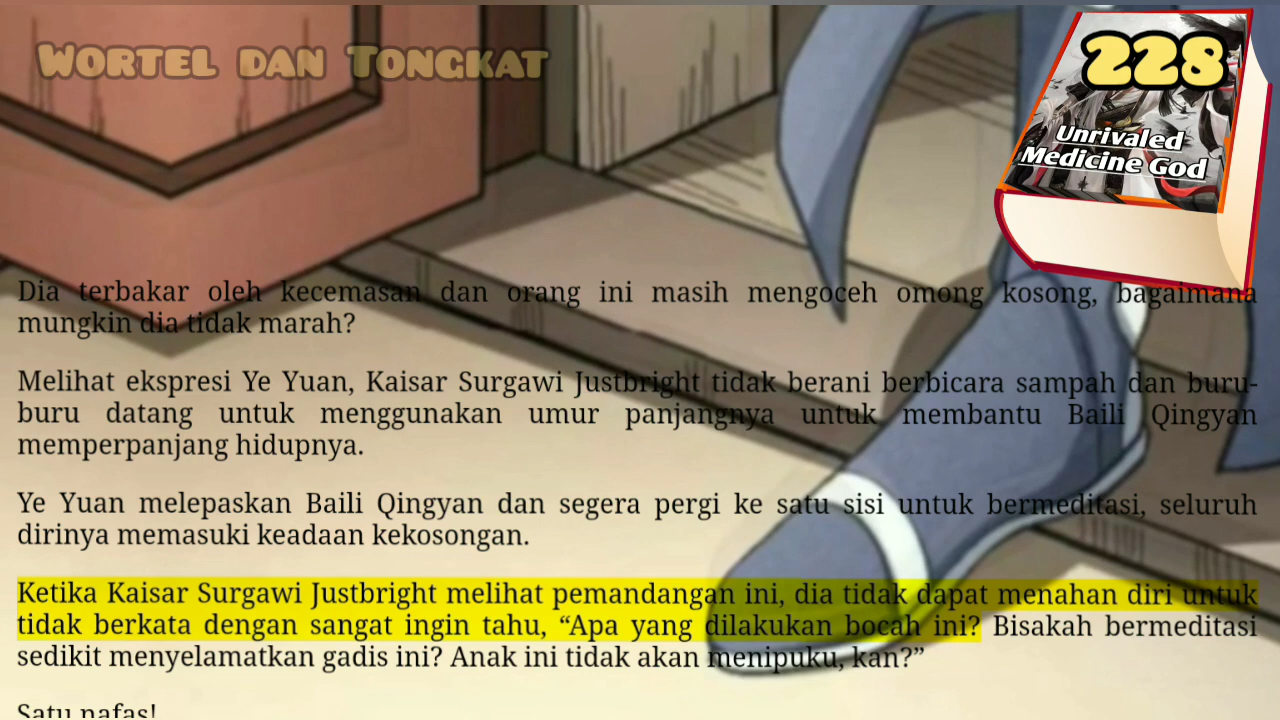 Wortel dan Tongkat
228
Unrivaled
Medicine God
Dia terbakar oleh kecemasan dan orang ini masih mengoceh omong kosong, bagaimana
mungkin dia tidak marah?
Melihat ekspresi Ye Yuan, Kaisar Surgawi Justbright tidak berani berbicara sampah dan buru-
buru datang untuk menggunakan umur panjangnya untuk membantu Baili Qingyan
memperpanjang hidupnya.
Ye Yuan melepaskan Baili Qingyan dan segera pergi ke satu sisi untuk bermeditasi, seluruh
dirinya memasuki keadaan kekosongan.
Ketika Kaisar Surgawi Justbright melihat pemandangan ini, dia tidak dapat menahan diri untuk
tidak berkata dengan sangat ingin tahu, “Apa yang dilakukan bocah ini? Bisakah bermeditasi
sedikit menyelamatkan gadis ini? Anak ini tidak akan menipuku, kan?”
Satu nafas!